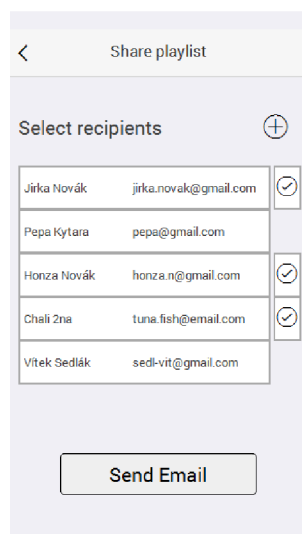 Share playlist
Select recipients
Jirka Novák jirka.novak@gmail.com
Pepa Kytara pepa@gmail.com
Honza Novák honza.n@gmail.com
Chali 2na tuna.fish@email.com
Vítek Sedlák sedl-vit@gmail.com
Send Email